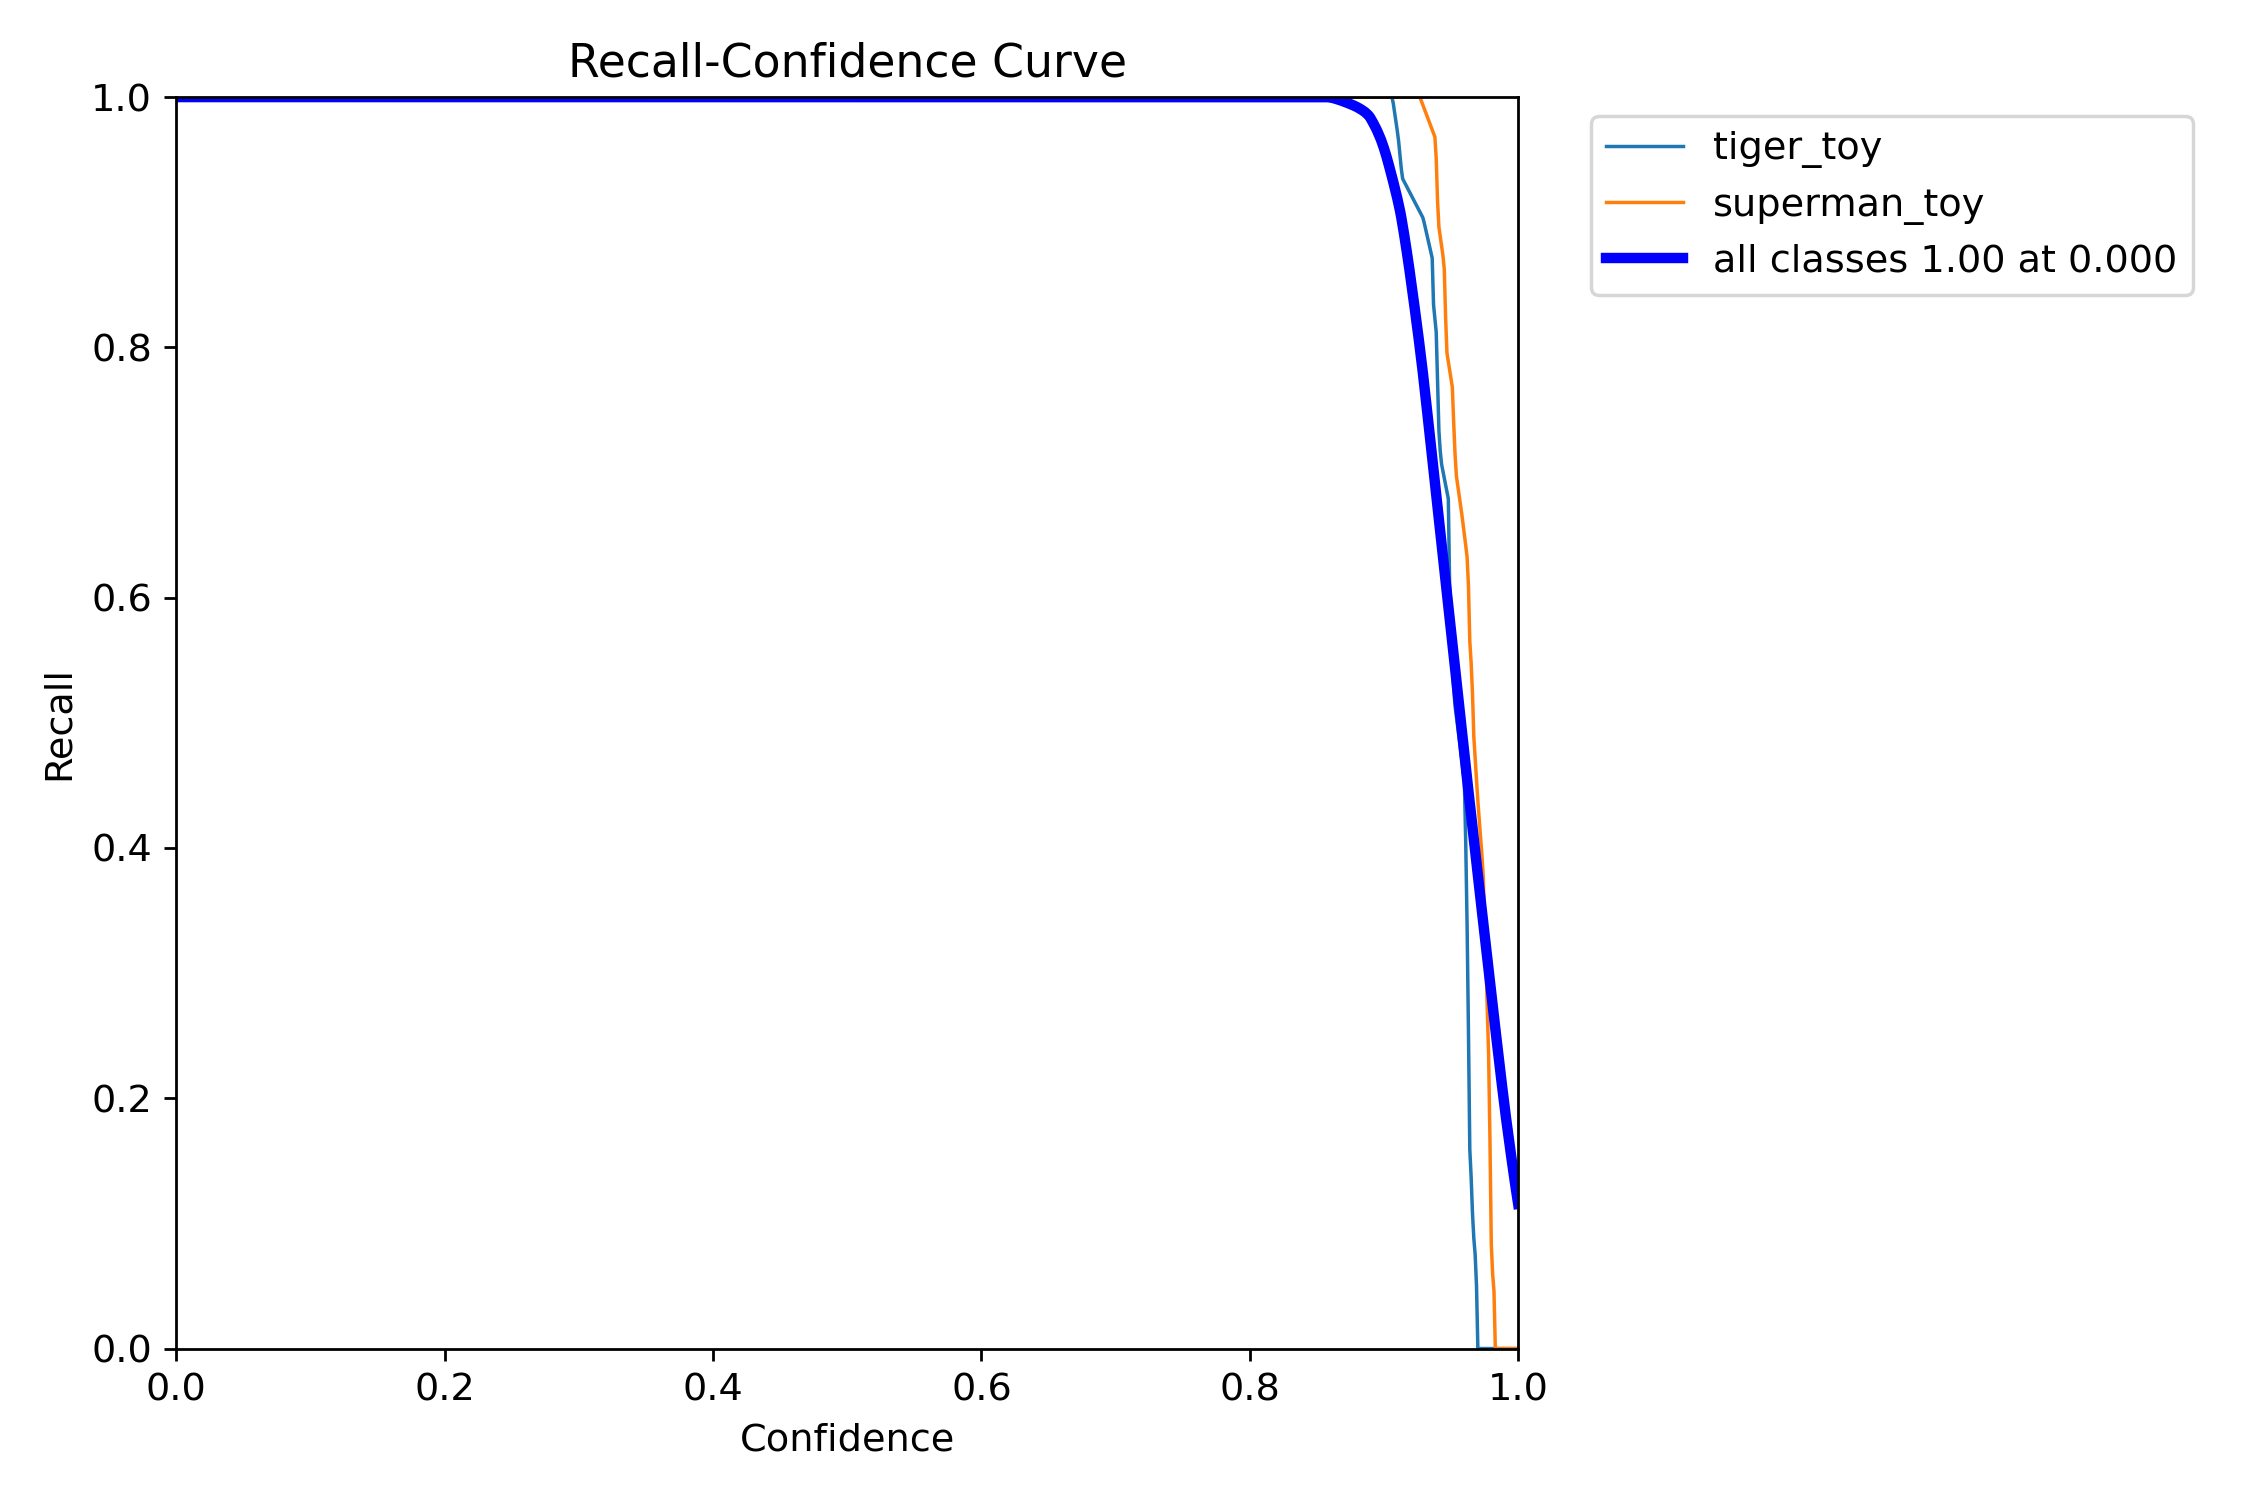 Recall-Confidence Curve
1.0
0.8
0.6
0.4
0.2
0.0
Recall
0.0 0.2 0.4 0.6 0.8 1.0
Confidence
tiger_toy
superman_toy
all classes 1.00 at 0.000